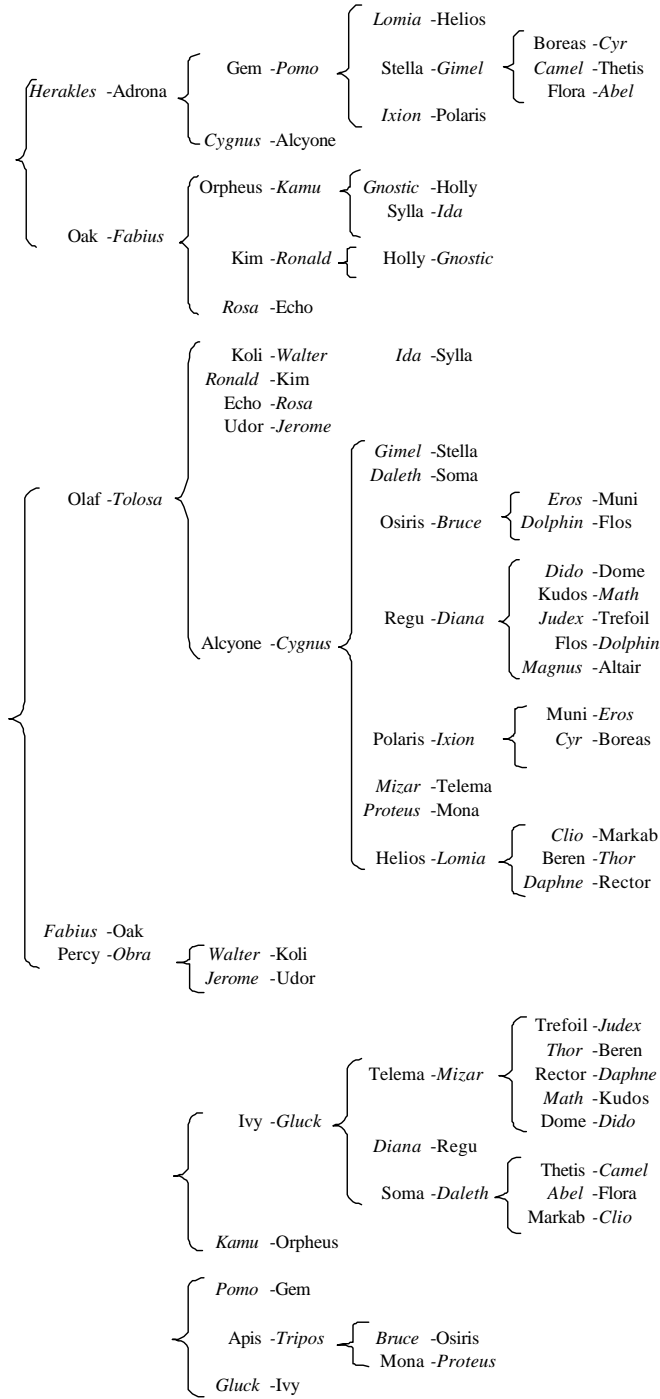 Lomia -Helios
Boreas -Cyr
Gem -Pomo Stella -Gimel Camel -Thetis
Herakles -Adrona Flora -Abel
Ixion -Polaris
Cygnus -Alcyone
Orpheus -Kamu Gnostic -Holly
Sylla -Ida
Oak -Fabius
Kim -Ronald Holly -Gnostic
Rosa -Echo
Koli -Walter Ida -Sylla
Ronald -Kim
Echo -Rosa
Udor -Jerome
Gimel -Stella
Daleth -Soma
Olaf -Tolosa Eros -Muni
Osiris -Bruce Dolphin -Flos
Dido -Dome
Kudos -Math
Regu -Diana Judex -Trefoil
Alcyone -Cygnus Flos -Dolphin
Magnus -Altair
Muni -Eros
Polaris -Ixion Cyr -Boreas
Mizar -Telema
Proteus -Mona
Clio -Markab
Helios -Lomia Beren -Thor
Daphne -Rector
Fabius -Oak
Percy -Obra Walter -Koli
Jerome -Udor
Trefoil -Judex
Thor -Beren
Telema -Mizar Rector -Daphne
Math -Kudos
Ivy -Gluck Dome -Dido
Diana -Regu
Thetis -Camel
Soma -Daleth Abel -Flora
Markab -Clio
Kamu -Orpheus
Pomo -Gem
Apis -Tripos Bruce -Osiris
Mona -Proteus
Gluck -Ivy